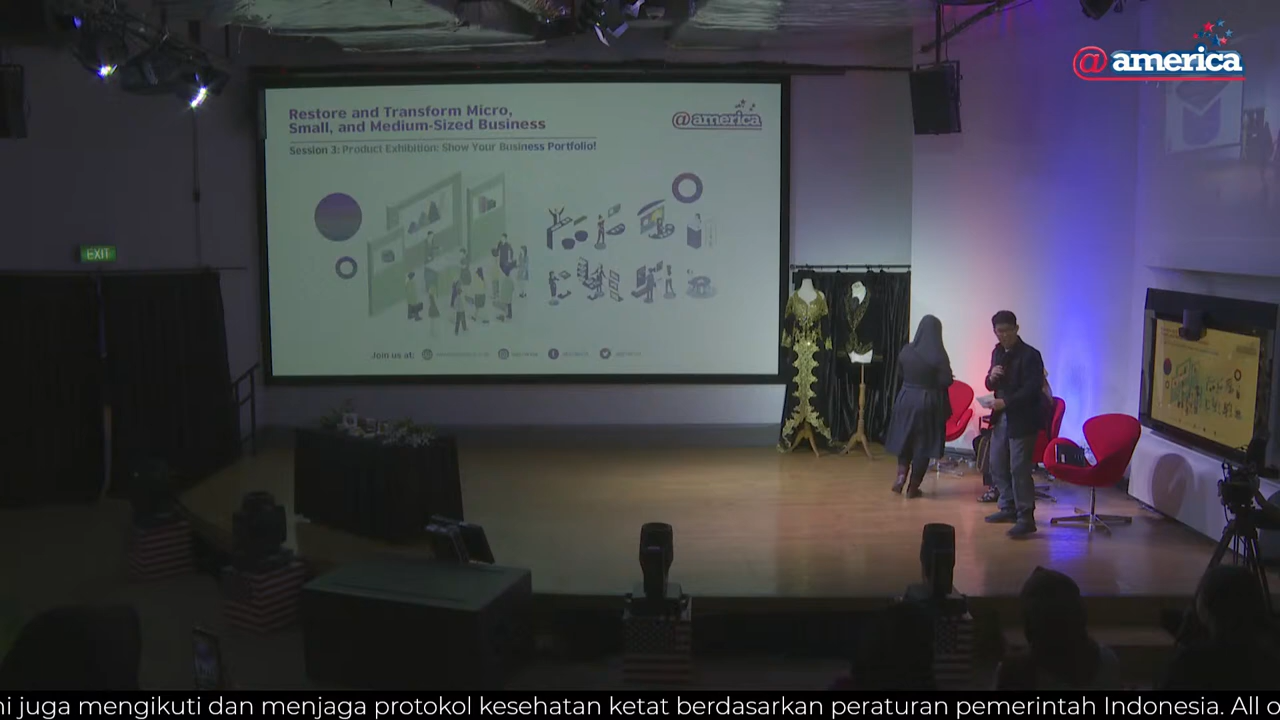 @america
Restore and Transform Micro,
Small, and Medium-Sized Business
@america
Session 3: Product Exhibition: Show Your Business Portfolio!
EXIT
Join us at:
ni juga mengikuti dan menjaga protokol kesehatan ketat berdasarkan peraturan pemerintah Indonesia. All